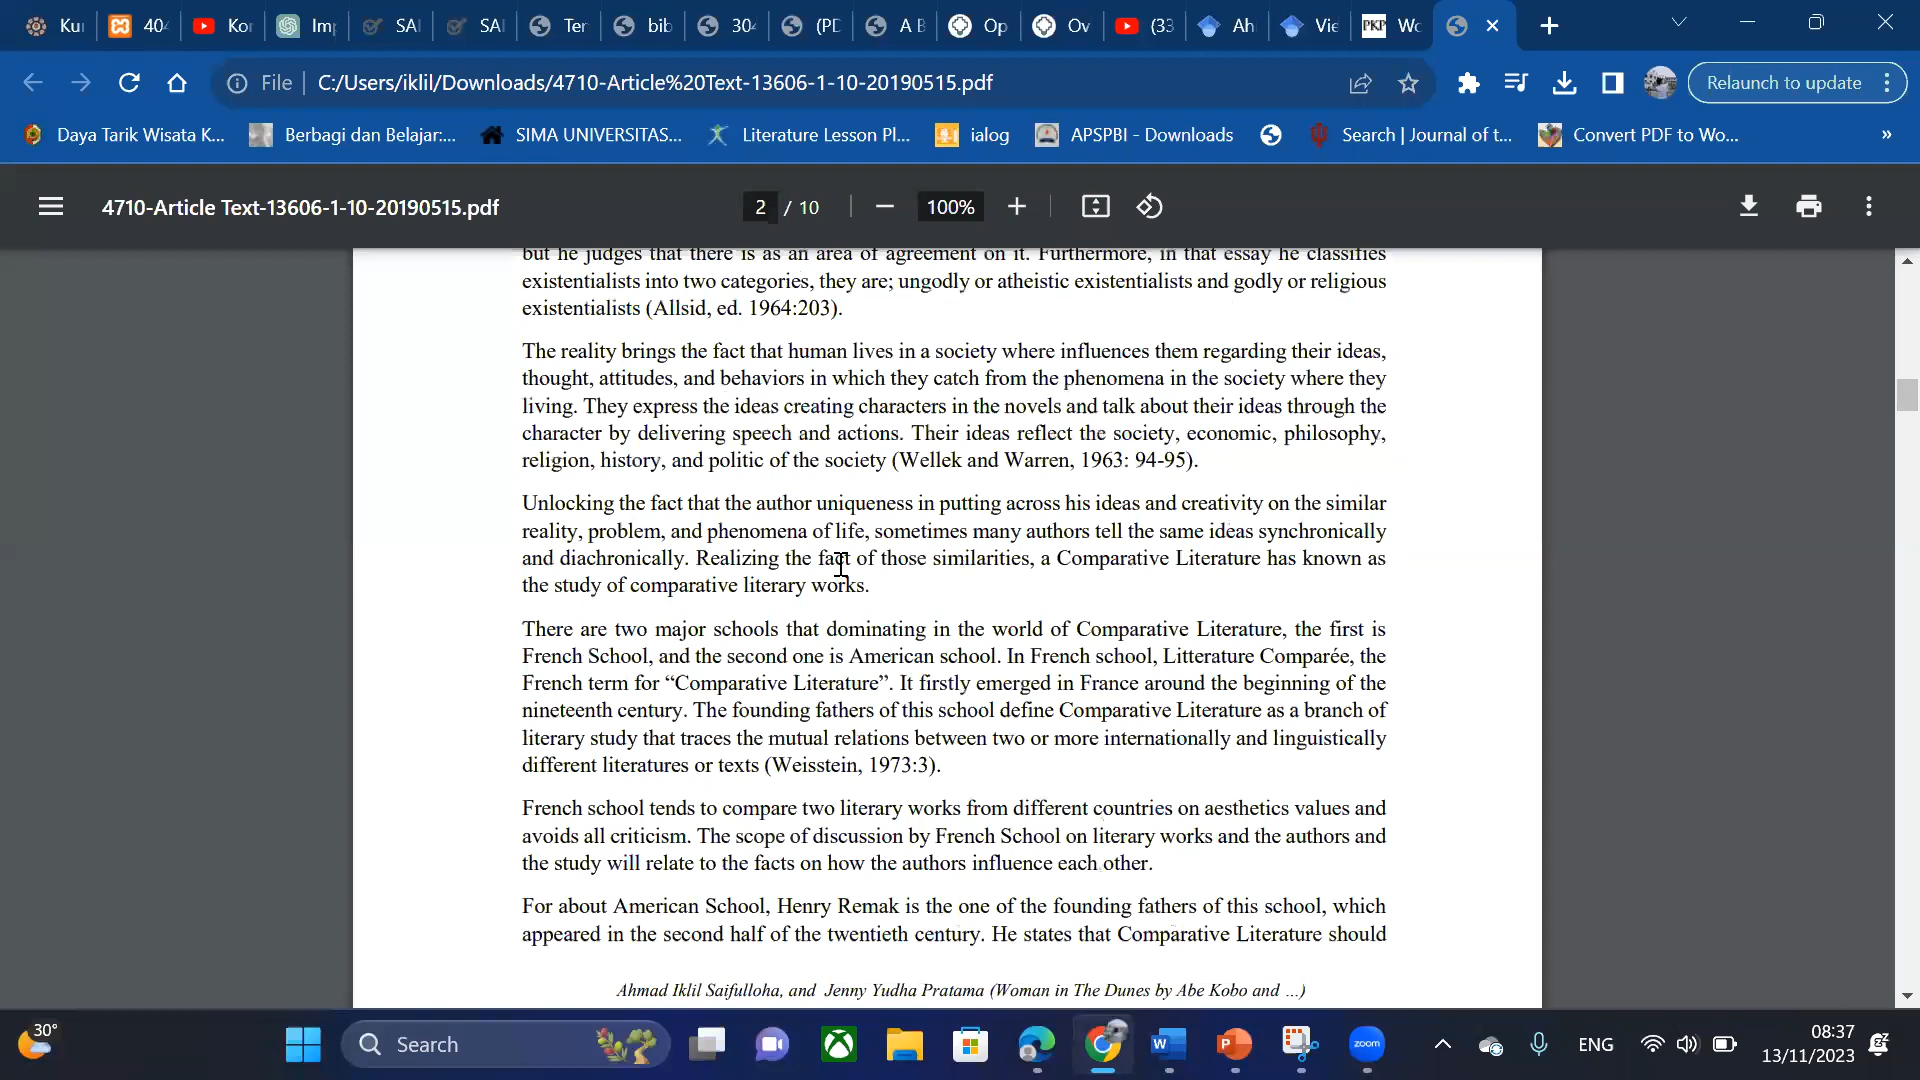 Ku
404
Kor
Imp
SA
SA
Ter
bib
304
(PD
A B
Op
Ov
(33
Ah
Vie
PKP Wo
File C:/Users/iklil/Downloads/4710-Article%20Text-13606-1-10-20190515.pdf
Relaunch to update
Daya Tarik Wisata K...
Berbagi dan Belajar:...
SIMA UNIVERSITAS...
Literature Lesson Pl...
ialog
APSPBI - Downloads
Search | Journal of t...
Convert PDF to Wo...
»
4710-Article Text-13606-1-10-20190515.pdf
2 / 10
100%
but he judges that there is as an area of agreement on it. Furthermore, in that essay he classifies
existentialists into two categories, they are; ungodly or atheistic existentialists and godly or religious
existentialists (Allsid, ed. 1964:203).
The reality brings the fact that human lives in a society where influences them regarding their ideas,
thought, attitudes, and behaviors in which they catch from the phenomena in the society where they
living. They express the ideas creating characters in the novels and talk about their ideas through the
character by delivering speech and actions. Their ideas reflect the society, economic, philosophy,
religion, history, and politic of the society (Wellek and Warren, 1963: 94-95).
Unlocking the fact that the author uniqueness in putting across his ideas and creativity on the similar
reality, problem, and phenomena of life, sometimes many authors tell the same ideas synchronically
and diachronically. Realizing the fact of those similarities, a Comparative Literature has known as
the study of comparative literary works.
There are two major schools that dominating in the world of Comparative Literature, the first is
French School, and the second one is American school. In French school, Litterature Comparée, the
French term for “Comparative Literature”. It firstly emerged in France around the beginning of the
nineteenth century. The founding fathers of this school define Comparative Literature as a branch of
literary study that traces the mutual relations between two or more internationally and linguistically
different literatures or texts (Weisstein, 1973:3).
French school tends to compare two literary works from different countries on aesthetics values and
avoids all criticism. The scope of discussion by French School on literary works and the authors and
the study will relate to the facts on how the authors influence each other.
For about American School, Henry Remak is the one of the founding fathers of this school, which
appeared in the second half of the twentieth century. He states that Comparative Literature should
Ahmad Iklil Saifulloha, and Jenny Yudha Pratama (Woman in The Dunes by Abe Kobo and ...)
30°
Search
zoom
ENG
08:37
13/11/2023